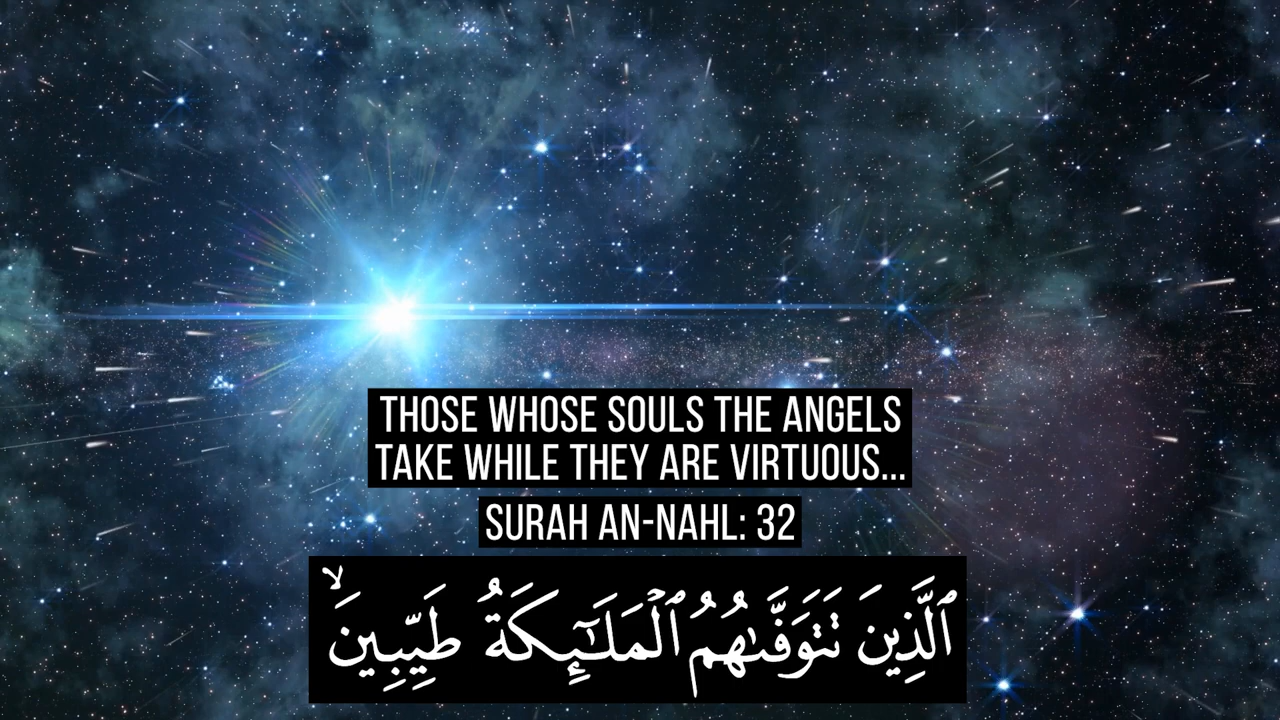 THOSE WHOSE SOULS THE ANGELS
TAKE WHILE THEY ARE VIRTUOUS...
SURAH AN-NAHL: 32
ٱلَّذِينَ تَتَوَفَّىٰهُمُ ٱلْمَلَـٰٓئِكَةُ طَيِّبِينَ ۙ